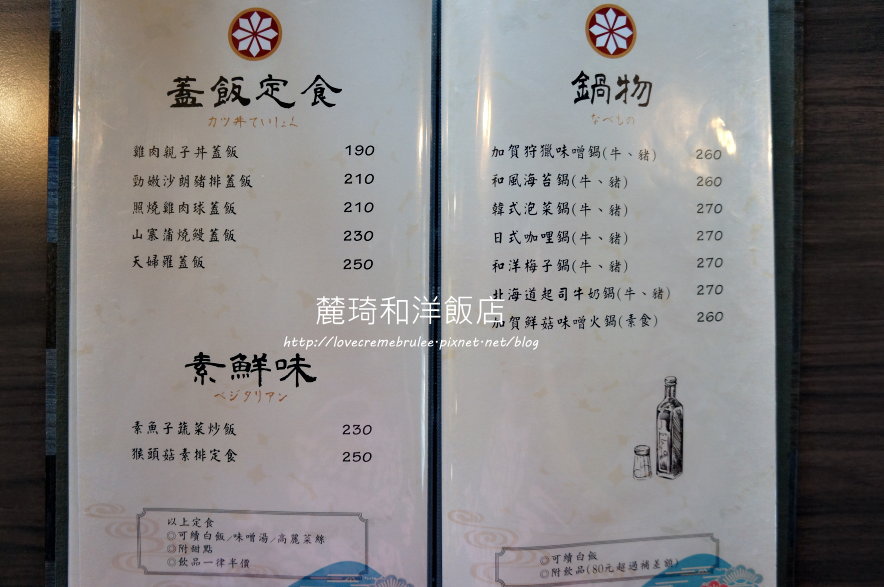 蓋飯定食
カツ丼ていしょく
雞肉親子丼蓋飯 190
勁嫩沙朗豬排蓋飯 210
照燒雞肉球蓋飯 210
山寨蒲燒鰻蓋飯 230
天婦羅蓋飯 250
素鮮味
ベジタリアン
素魚子蔬菜炒飯 230
猴頭菇素排定食 250
以上定食
◎可續白飯/味噌湯/高麗菜絲
◎附甜點
◎飲品一律半價
鍋物
なべもの
加賀狩獵味噌鍋(牛、豬) 260
和風海苔鍋(牛、豬) 260
韓式泡菜鍋(牛、豬) 270
日式咖哩鍋(牛、豬) 270
和洋梅子鍋(牛、豬) 270
北海道起司牛奶鍋(牛、豬) 270
加賀鮮菇味噌火鍋(素食) 260
◎可續白飯
◎附飲品(80元超過補差額)
麓琦和洋飯店
http://lovecremebrulee.pixnet.net/blog